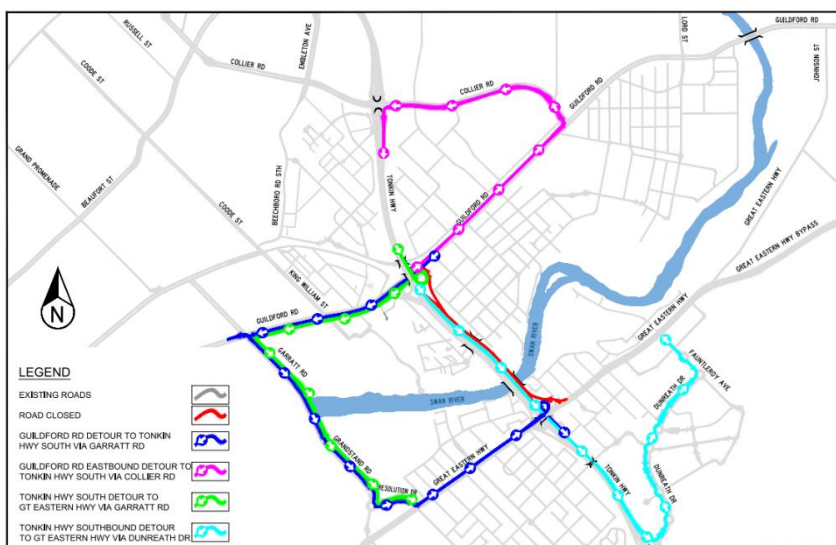 RUSSELL ST
COODE ST
COLLIER RD
EMBLETON AVE
LORD ST
GUILDFORD RD
JOHNSON ST
COLLIER RD
GUILDFORD RD
GRAND PROMENADE
BEAUFORT ST
COODE ST
BEECHBORO RD STH
TONKIN HWY
GUILDFORD RD
GREAT EASTERN HWY
GREAT EASTERN HWY BYPASS
KING WILLIAM ST
N
GUILDFORD RD
SWAN RIVER
GREAT EASTERN HWY
GARRATT RD
FAUNTLEROY AVE
DUNREATH DR
SWAN RIVER
GRANDSTAND RD
RESOLUTION DR
GREAT EASTERN HWY
TONKIN HWY
DUNREATH DR
LEGEND
EXISTING ROADS
ROAD CLOSED
GUILDFORD RD DETOUR TO TONKIN
HWY SOUTH VIA GARRATT RD
GUILDFORD RD EASTBOUND DETOUR TO
TONKIN HWY SOUTH VIA COLLIER RD
TONKIN HWY SOUTH DETOUR TO
GT EASTERN HWY VIA GARRATT RD
TONKIN HWY SOUTHBOUND DETOUR
TO GT EASTERN HWY VIA DUNREATH DR